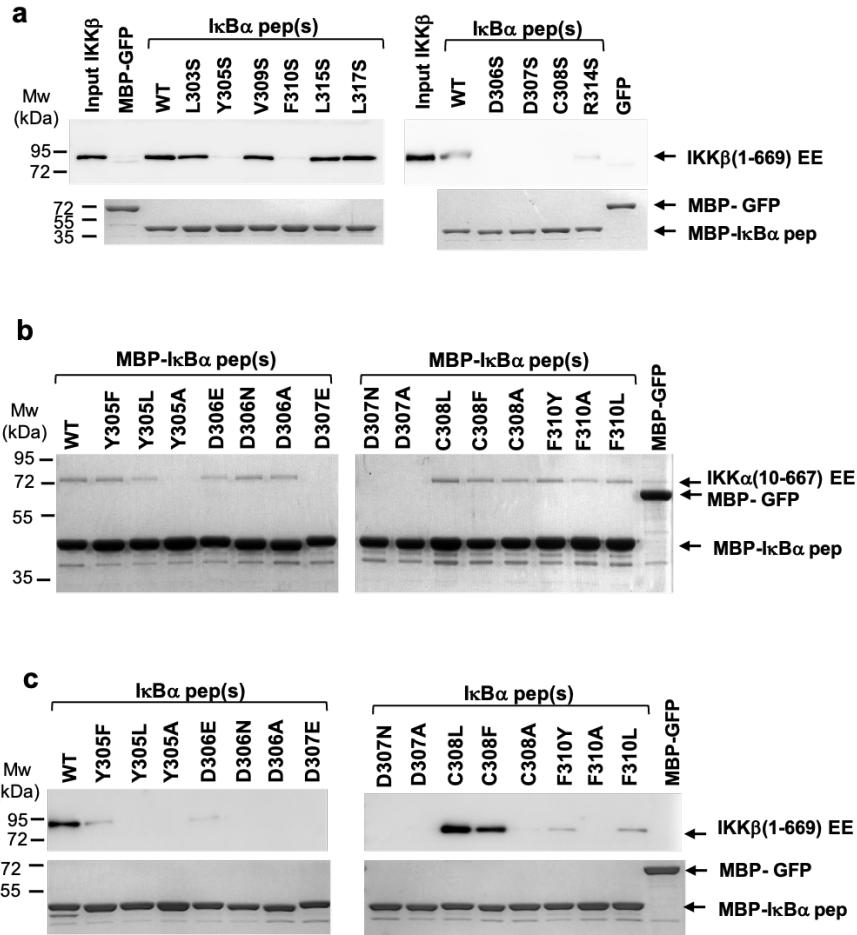 a
IκBα pep(s)
IκBα pep(s)
Input IKKβ
MBP-GFP
WT
L303S
Y305S
V309S
F310S
L315S
L317S
Input IKKβ
WT
D306S
D307S
C308S
R314S
GFP
Mw
(kDa)
95
72
IKKβ(1-669) EE
72
55
35
MBP- GFP
MBP-IκBα pep
b
MBP-IκBα pep(s)
MBP-IκBα pep(s)
Mw
(kDa)
WT
Y305F
Y305L
Y305A
D306E
D306N
D306A
D307E
D307N
D307A
C308L
C308F
C308A
F310Y
F310A
F310L
MBP-GFP
95
72
55
35
IKKα(10-667) EE
MBP- GFP
MBP-IκBα pep
c
IκBα pep(s)
IκBα pep(s)
Mw
kDa)
WT
Y305F
Y305L
Y305A
D306E
D306N
D306A
D307E
D307N
D307A
C308L
C308F
C308A
F310Y
F310A
F310L
MBP-GFP
95
72
IKKβ(1-669) EE
72
55
MBP- GFP
MBP-IκBα pep